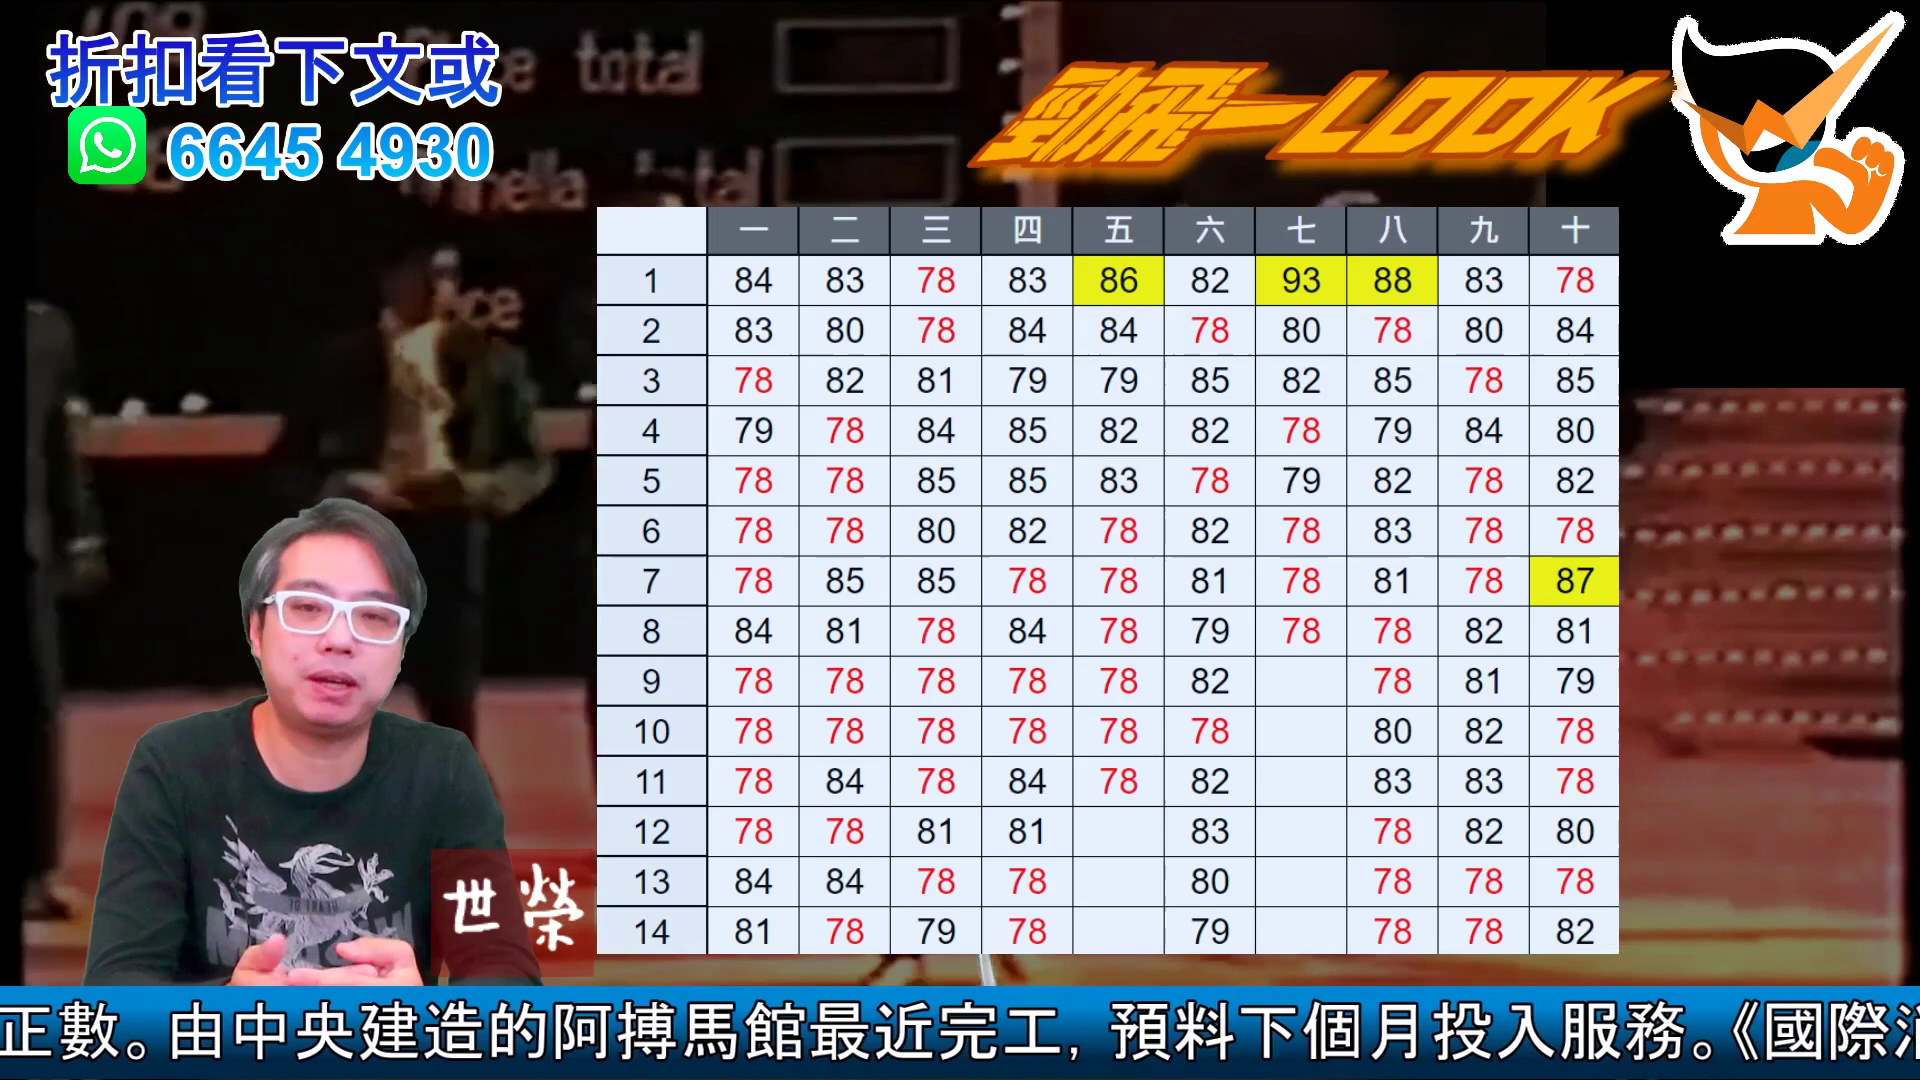 折扣看下文或
6645 4930
勁飛一LOOK
total
一 二 三 四 五 六 七 八 九 十
1 84 83 78 83 86 82 93 88 83 78
2 83 80 78 84 84 78 80 78 80 84
3 78 82 81 79 79 85 82 85 78 85
4 79 78 84 85 82 82 78 79 84 80
5 78 78 85 85 83 78 79 82 78 82
6 78 78 80 82 78 82 78 83 78 78
7 78 85 85 78 78 81 78 81 78 87
8 84 81 78 84 78 79 78 78 82 81
9 78 78 78 78 78 82 78 81 79
10 78 78 78 78 78 78 80 82 78
11 78 84 78 84 78 82 83 83 78
12 78 78 81 81 83 78 82 80
13 84 84 78 78 80 78 78 78
14 81 78 79 78 79 78 78 82
世榮
正數。由中央建造的阿搏馬館最近完工，預料下個月投入服務。《國際